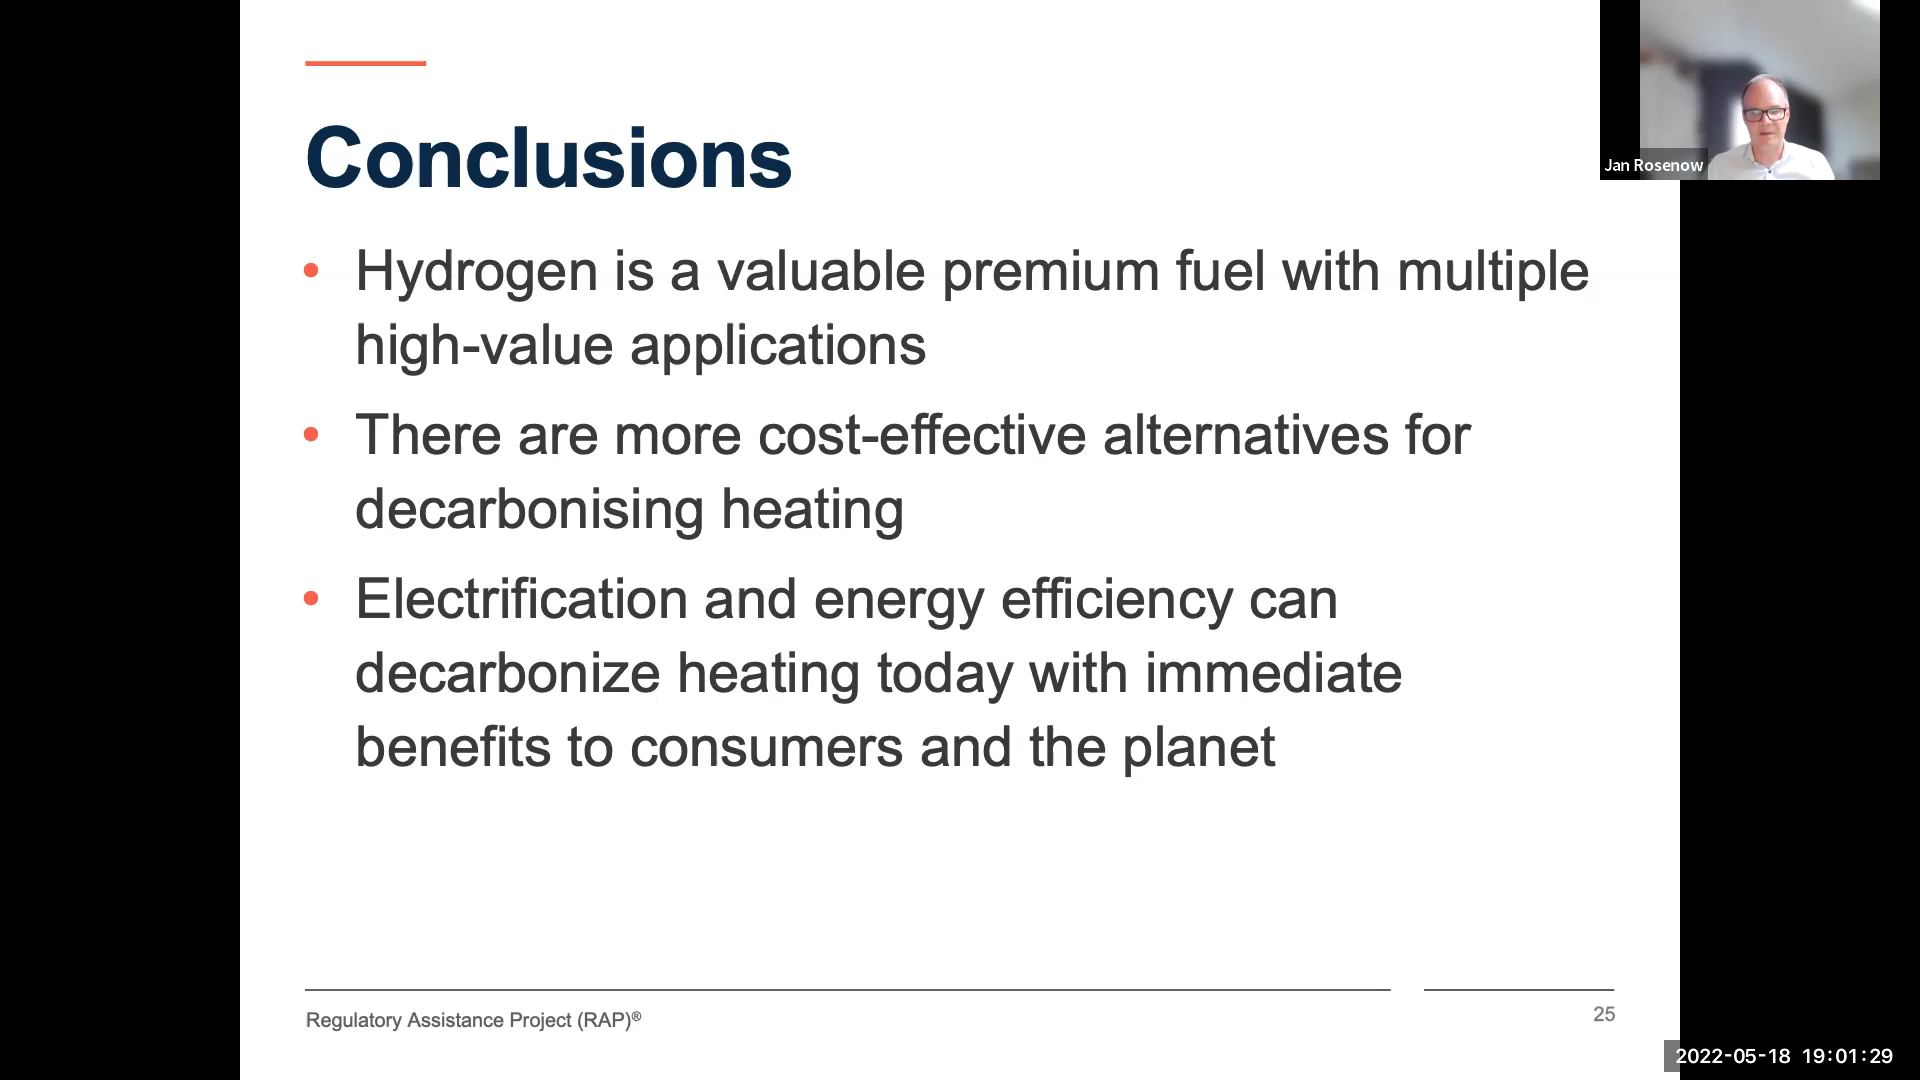 Conclusions
• Hydrogen is a valuable premium fuel with multiple
high-value applications
• There are more cost-effective alternatives for
decarbonising heating
• Electrification and energy efficiency can
decarbonize heating today with immediate
benefits to consumers and the planet
Regulatory Assistance Project (RAP)®
25
Jan Rosenow
2022-05-18 19:01:29